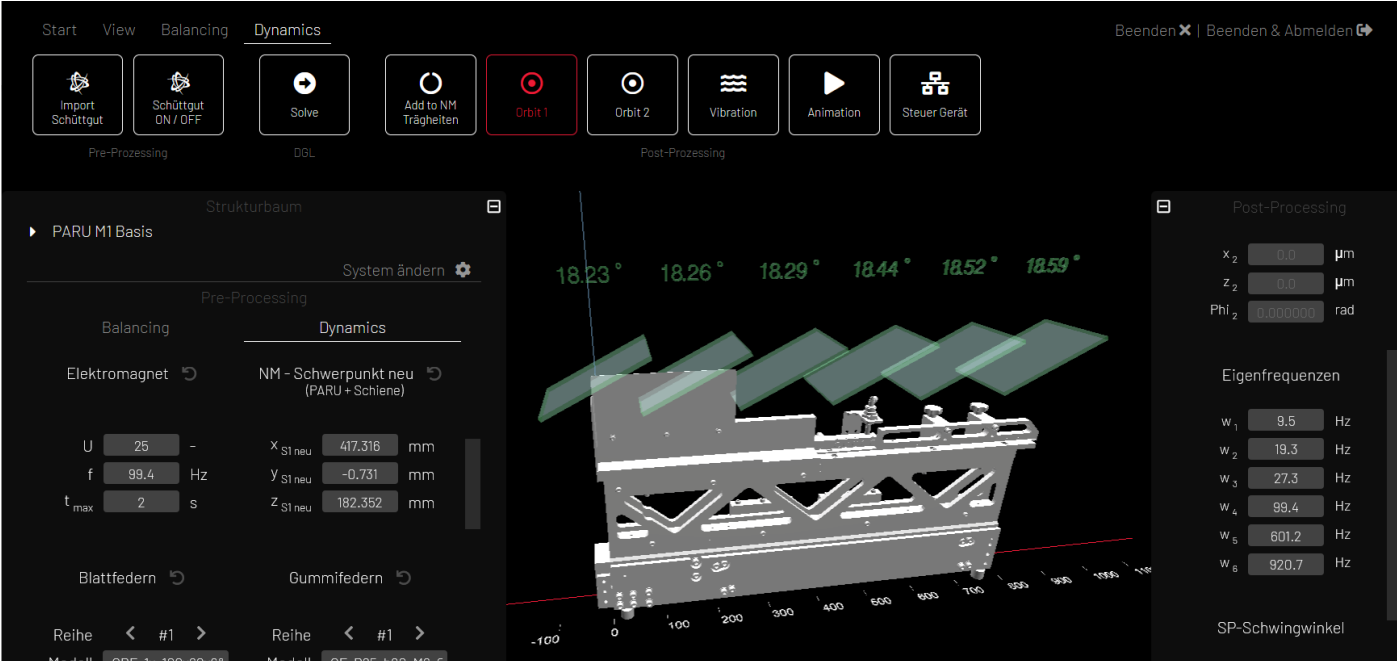 Start View Balancing Dynamics
Beenden | Beenden & Abmelden
Import
Schüttgut
Schüttgut
ON / OFF
Solve
Add to NM
Trägheiten
Orbit 1
Orbit 2
Vibration
Animation
Steuer Gerät
Pre-Prozessing
DGL
Post-Prozessing
Strukturbaum
PARU M1 Basis
System ändern
Pre-Processing
Balancing Dynamics
Elektromagnet
U 25 -
f 99.4 Hz
t max 2 s
NM - Schwerpunkt neu
(PARU + Schiene)
x S1 neu 417.316 mm
y S1 neu -0.731 mm
z S1 neu 182.352 mm
Blattfedern
Reihe #1
Gummifedern
Reihe #1
18.23 ° 18.26 ° 18.29 ° 18.44 ° 18.52 ° 18.59 °
-100 0 100 200 300 400 500 600 700 800 900 1000
Post-Processing
x 2 0.0 µm
z 2 0.0 µm
Phi 2 0.000000 rad
Eigenfrequenzen
w 1 9.5 Hz
w 2 19.3 Hz
w 3 27.3 Hz
w 4 99.4 Hz
w 5 601.2 Hz
w 6 920.7 Hz
SP-Schwingwinkel